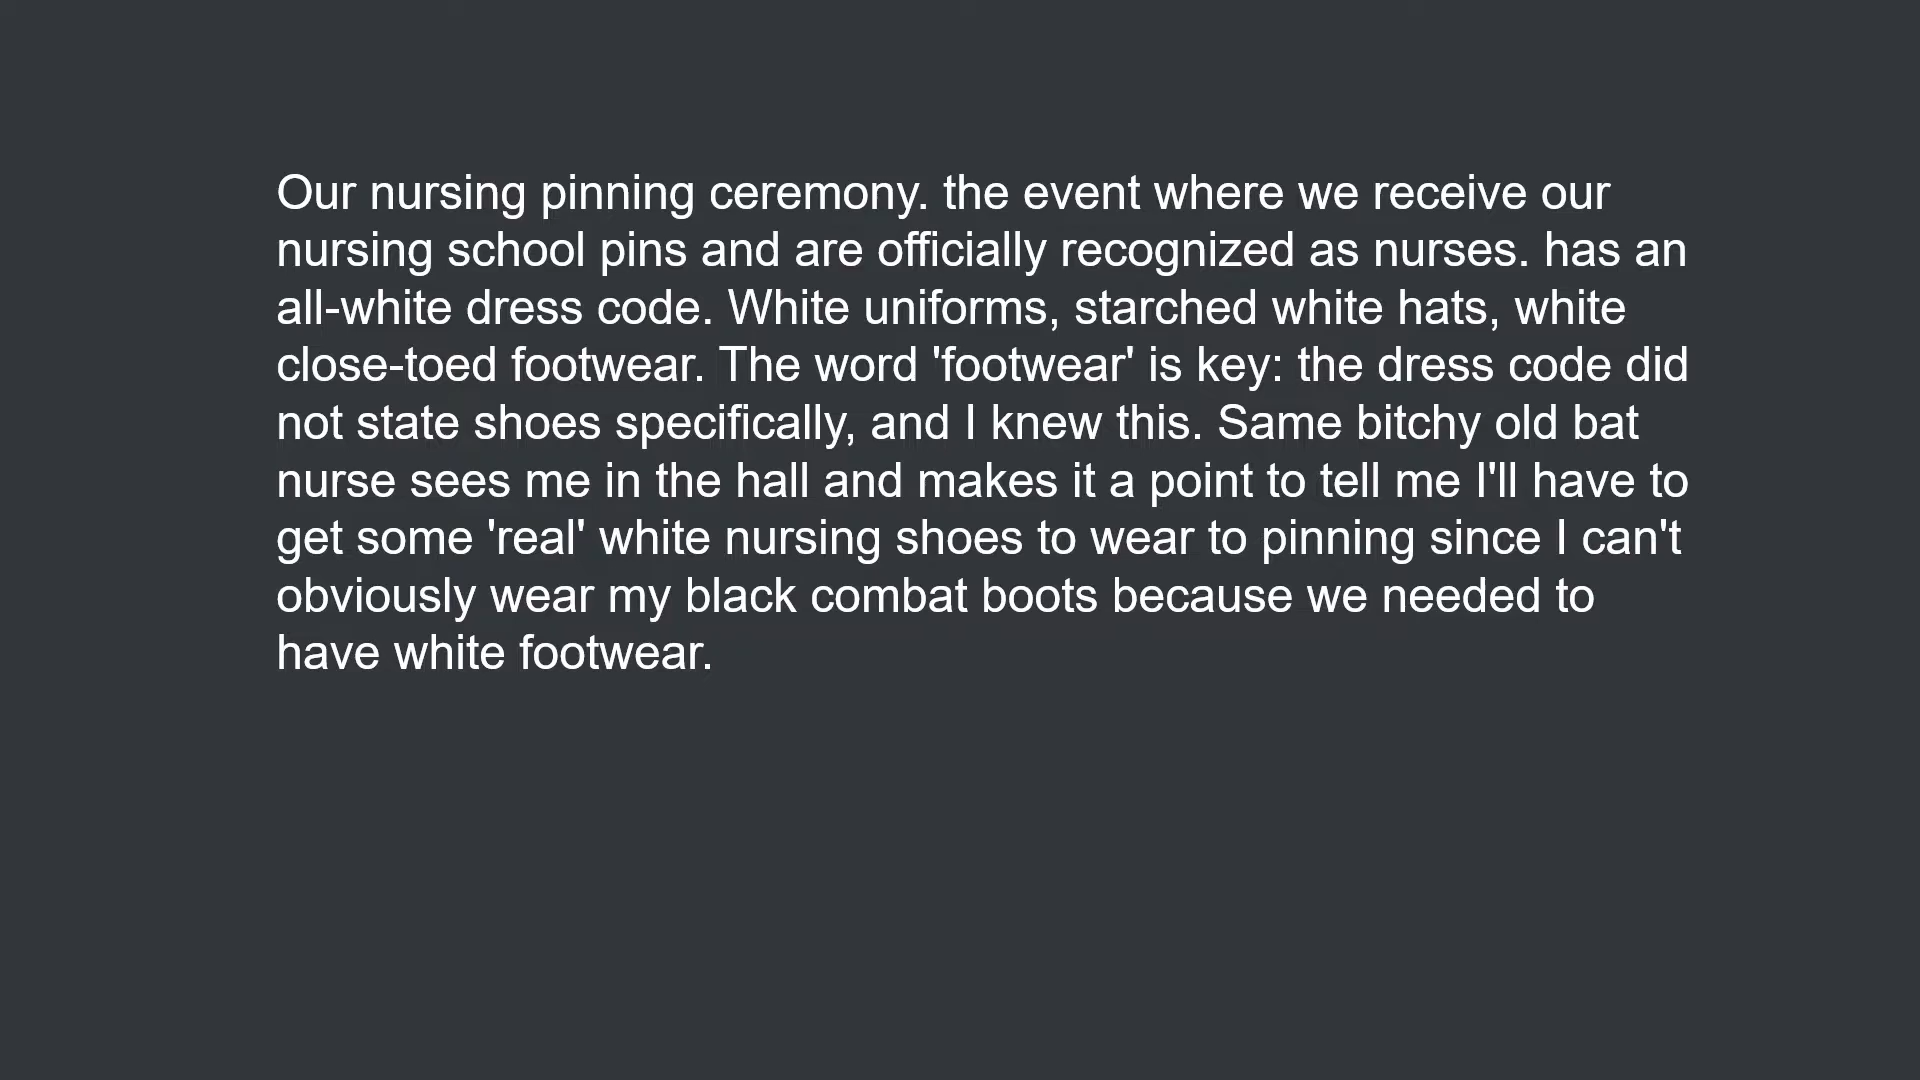 Our nursing pinning ceremony. the event where we receive our
nursing school pins and are officially recognized as nurses. has an
all-white dress code. White uniforms, starched white hats, white
close-toed footwear. The word 'footwear' is key: the dress code did
not state shoes specifically, and I knew this. Same bitchy old bat
nurse sees me in the hall and makes it a point to tell me I'll have to
get some 'real' white nursing shoes to wear to pinning since I can't
obviously wear my black combat boots because we needed to
have white footwear.